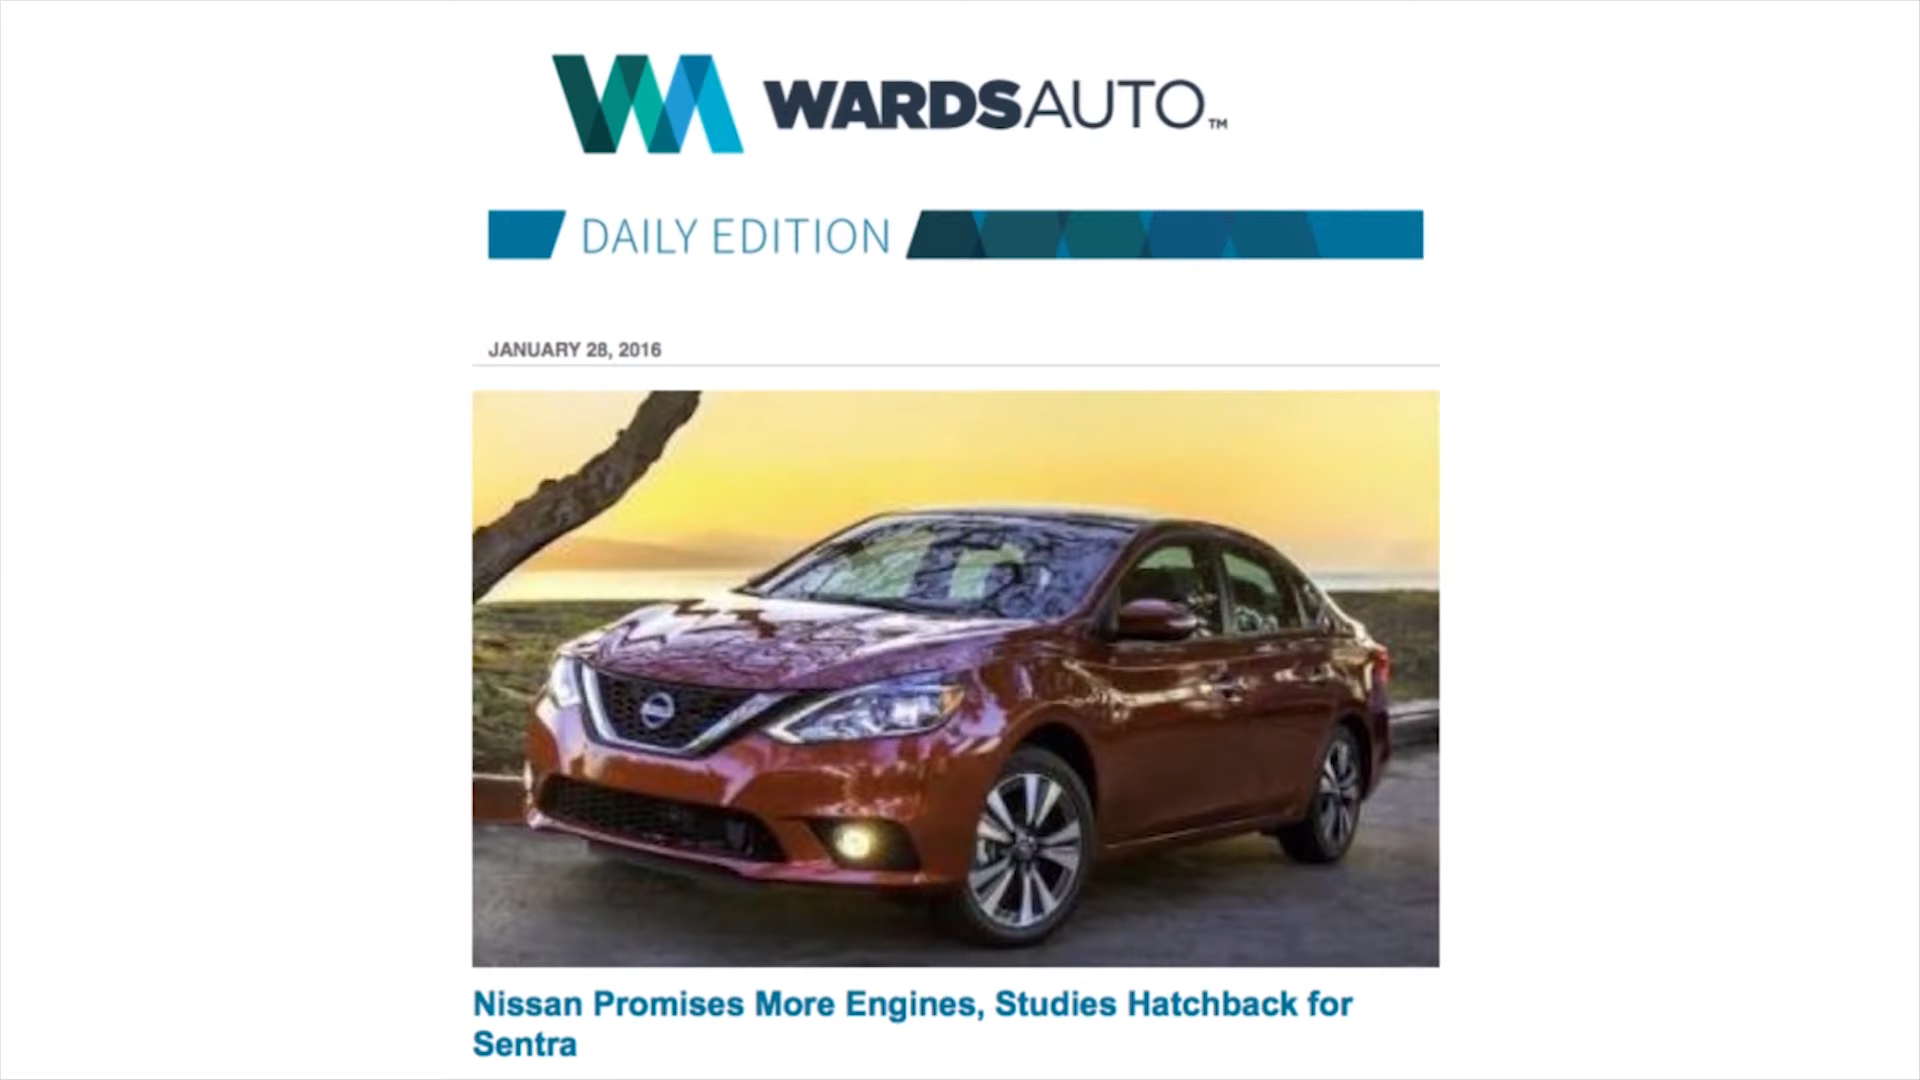 WARDSAUTO™
DAILY EDITION
JANUARY 28, 2016
Nissan Promises More Engines, Studies Hatchback for
Sentra